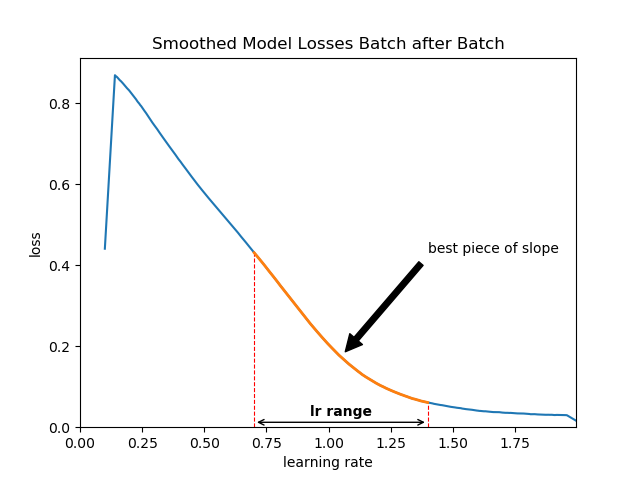 Smoothed Model Losses Batch after Batch
loss
0.8
0.6
0.4
0.2
0.0
best piece of slope
lr range
0.00 0.25 0.50 0.75 1.00 1.25 1.50 1.75
learning rate